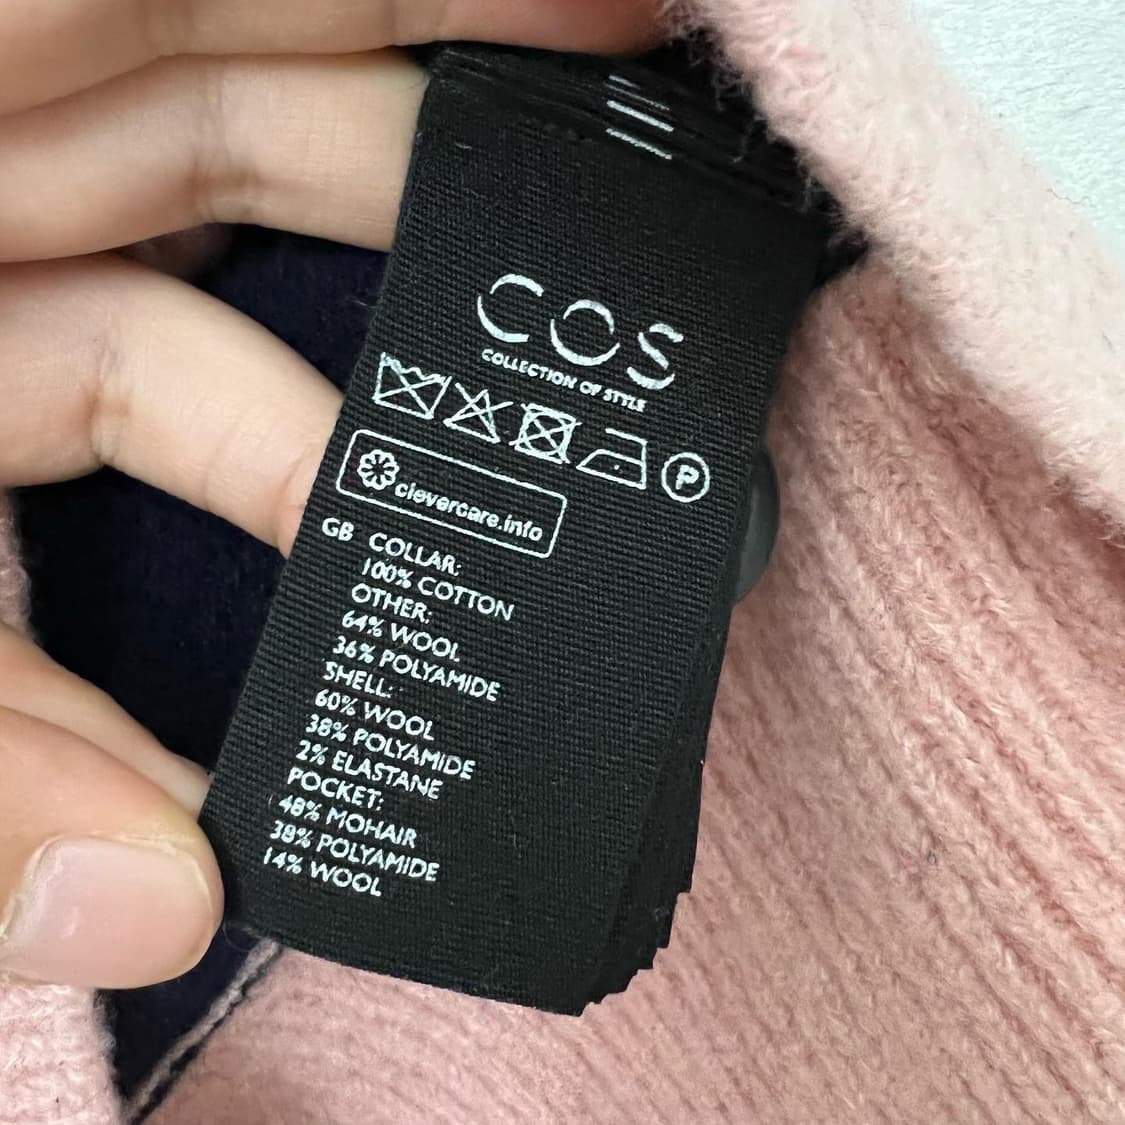 COS
COLLECTION OF STYLE
P
clevercare.info
GB COLLAR:
100% COTTON
OTHER:
64% WOOL
36% POLYAMIDE
SHELL:
60% WOOL
38% POLYAMIDE
2% ELASTANE
POCKET:
48% MOHAIR
38% POLYAMIDE
14% WOOL